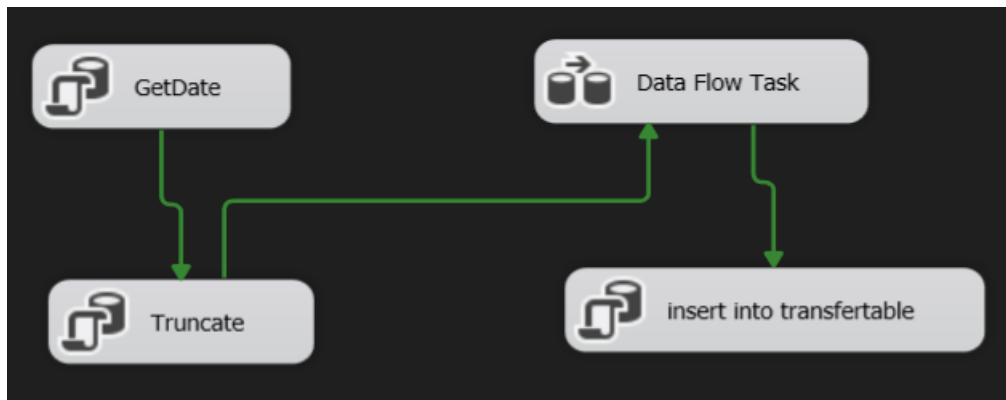 GetDate
Data Flow Task
Truncate
insert into transfertable